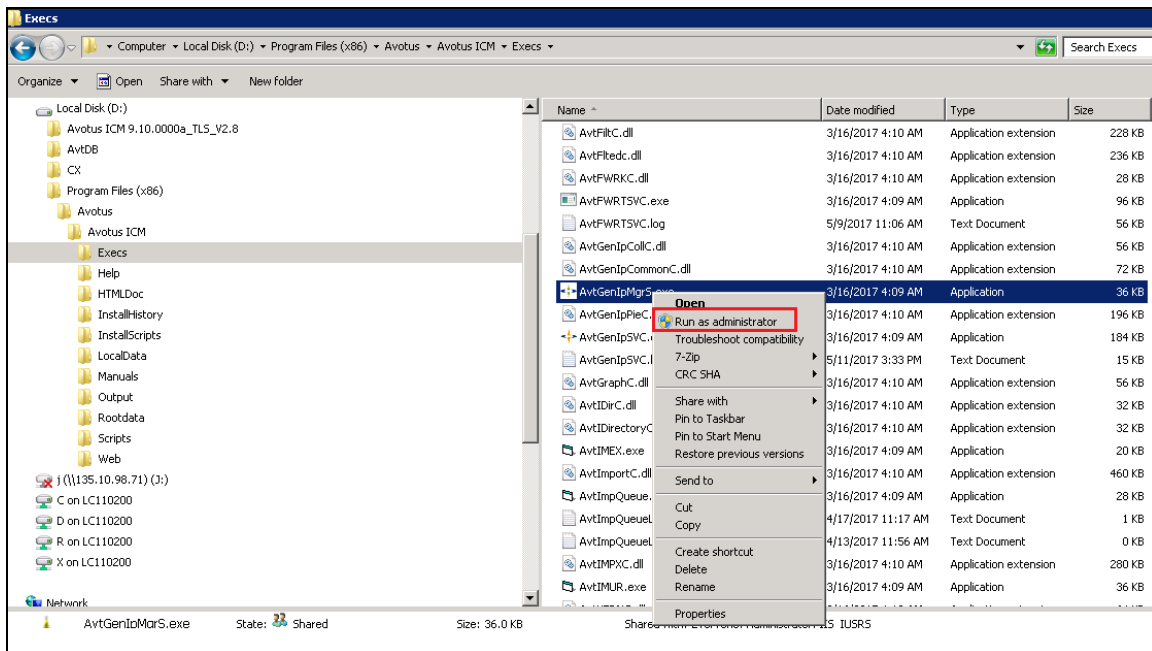 Execs
Computer Local Disk (D:) Program Files (x86) Avotus Avotus ICM Execs
Search Execs
Organize Open Share with New folder
Local Disk (D:)
Avotus ICM 9.10.0000a_TLS_V2.8
AvtDB
CX
Program Files (x86)
Avotus
Avotus ICM
Execs
Help
HTMLDoc
InstallHistory
InstallScripts
LocalData
Manuals
Output
Rootdata
Scripts
Web
j (\\135.10.98.71) (J:)
C on LC110200
D on LC110200
R on LC110200
X on LC110200
Network
Name Date modified Type Size
AvtFiltC.dll 3/16/2017 4:10 AM Application extension 228 KB
AvtFltedc.dll 3/16/2017 4:10 AM Application extension 236 KB
AvtFWRKC.dll 3/16/2017 4:10 AM Application extension 28 KB
AvtFWRTSVC.exe 3/16/2017 4:09 AM Application 96 KB
AvtFWRTSVC.log 5/9/2017 11:06 AM Text Document 56 KB
AvtGenIpCollC.dll 3/16/2017 4:10 AM Application extension 56 KB
AvtGenIpCommonC.dll 3/16/2017 4:10 AM Application extension 72 KB
AvtGenIpMgrS.exe 3/16/2017 4:09 AM Application 36 KB
AvtGenIpPieC. 3/16/2017 4:10 AM Application extension 196 KB
AvtGenIpSVC. 3/16/2017 4:09 AM Application 184 KB
AvtGenIpSVC.l 5/11/2017 3:33 PM Text Document 15 KB
AvtGraphC.dll 3/16/2017 4:10 AM Application extension 56 KB
AvtIDirC.dll 3/16/2017 4:10 AM Application extension 32 KB
AvtIDirectoryC 3/16/2017 4:10 AM Application extension 32 KB
AvtIMEX.exe 3/16/2017 4:09 AM Application 20 KB
AvtImportC.dll 3/16/2017 4:10 AM Application extension 460 KB
AvtImpQueue. 3/16/2017 4:09 AM Application 28 KB
AvtImpQueueL 4/17/2017 11:17 AM Text Document 1 KB
AvtImpQueueL 4/13/2017 11:56 AM Text Document 0 KB
AvtIMPXC.dll 3/16/2017 4:10 AM Application extension 280 KB
AvtIMUR.exe 3/16/2017 4:09 AM Application 36 KB
Open
Run as administrator
Troubleshoot compatibility
7-Zip
CRC SHA
Share with
Pin to Taskbar
Pin to Start Menu
Restore previous versions
Send to
Cut
Copy
Create shortcut
Delete
Rename
Properties
AvtGenIpMgrS.exe State: Shared Size: 36.0 KB IIS_IUSRS